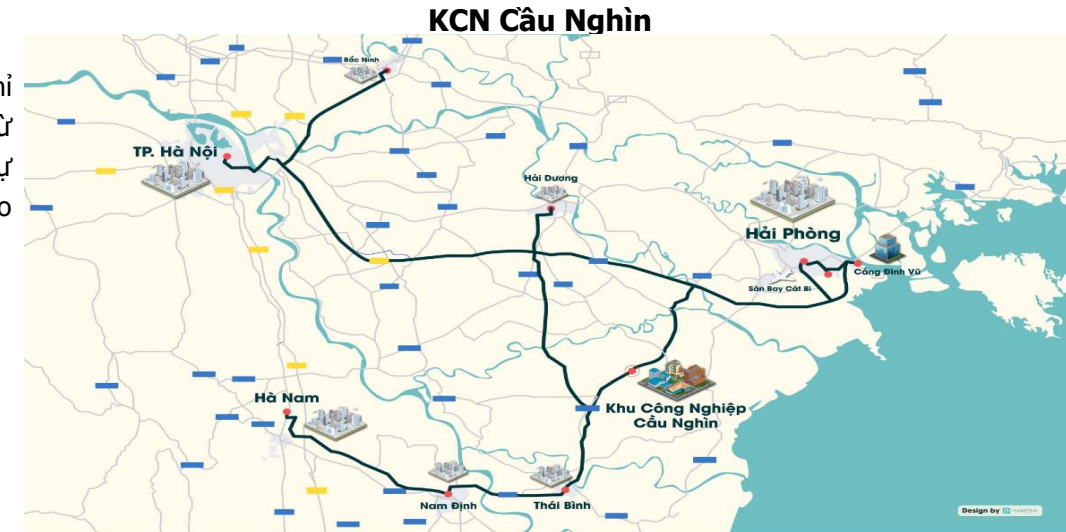 KCN Cầu Nghìn
hỉ
ừ
ự
o
Bắc Ninh
TP. Hà Nội
Hải Dương
Hải Phòng
Cảng Đình Vũ
Sân Bay Cát Bi
Khu Công Nghiệp
Cầu Nghìn
Hà Nam
Nam Định
Thái Bình
Design by